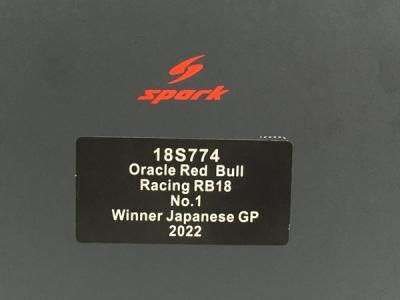 spark
18S774
Oracle Red Bull
Racing RB18
No.1
Winner Japanese GP
2022